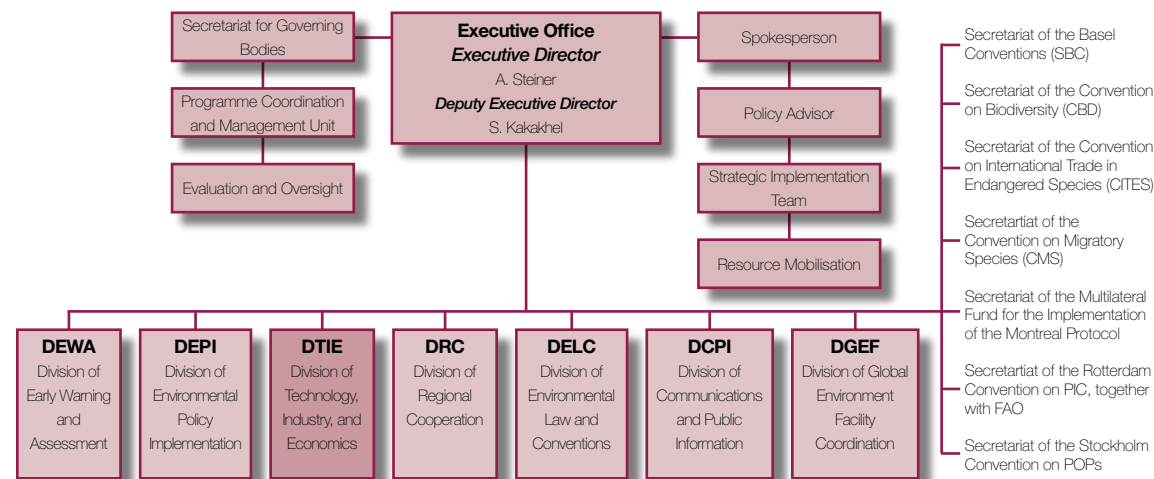 Secretariat for Governing
Bodies
Programme Coordination
and Management Unit
Evaluation and Oversight
Executive Office
Executive Director
A. Steiner
Deputy Executive Director
S. Kakakhel
Spokesperson
Policy Advisor
Strategic Implementation
Team
Resource Mobilisation
Secretariat of the Basel
Conventions (SBC)
Secretariat of the Convention
on Biodiversity (CBD)
Secretariat of the Convention
on International Trade in
Endangered Species (CITES)
Secretartiat of the
Convention on Migratory
Species (CMS)
Secretariat of the Multilateral
Fund for the Implementation
of the Montreal Protocol
Secretariat of the Rotterdam
Convention on PIC, together
with FAO
Secretariat of the Stockholm
Convention on POPs
DEWA
Division of
Early Warning
and
Assessment
DEPI
Division of
Environmental
Policy
Implementation
DTIE
Division of
Technology,
Industry, and
Economics
DRC
Division of
Regional
Cooperation
DELC
Division of
Environmental
Law and
Conventions
DCPI
Division of
Communications
and Public
Information
DGEF
Division of Global
Environment
Facility
Coordination